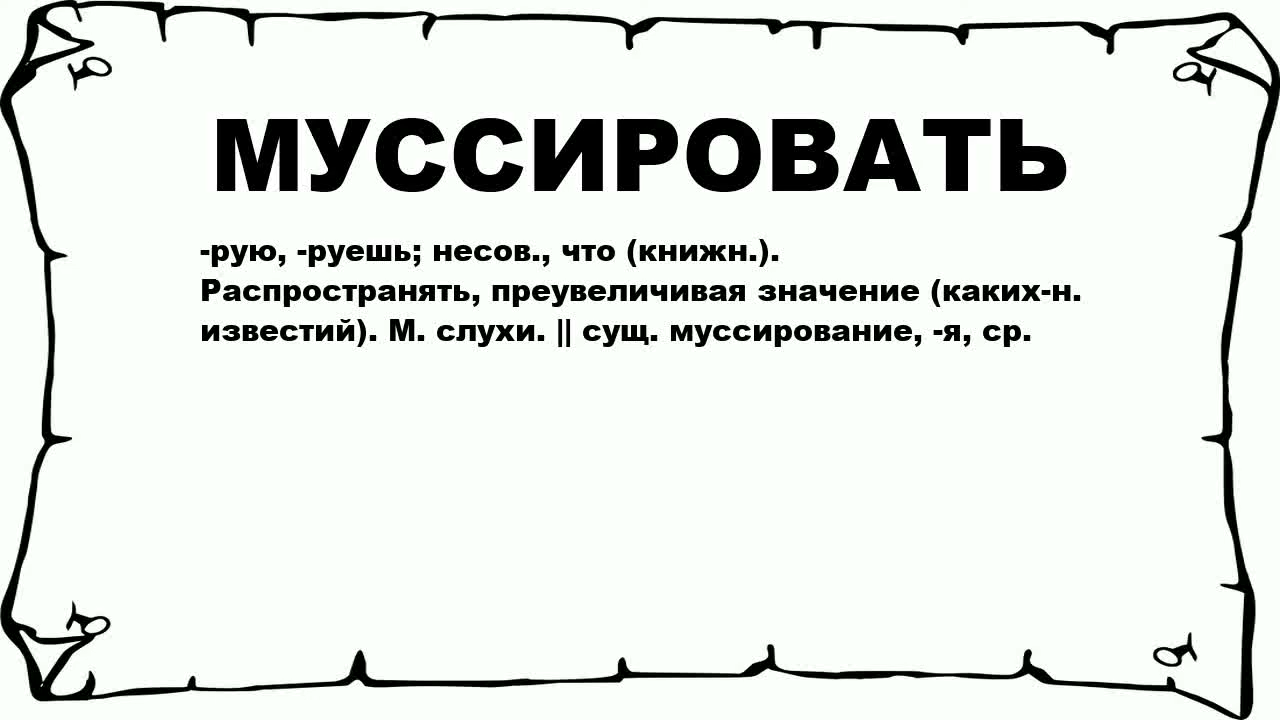 МУССИРОВАТЬ
-рую, -руешь; несов., что (книжн.).
Распространять, преувеличивая значение (каких-н.
известий). М. слухи. || сущ. муссирование, -я, ср.